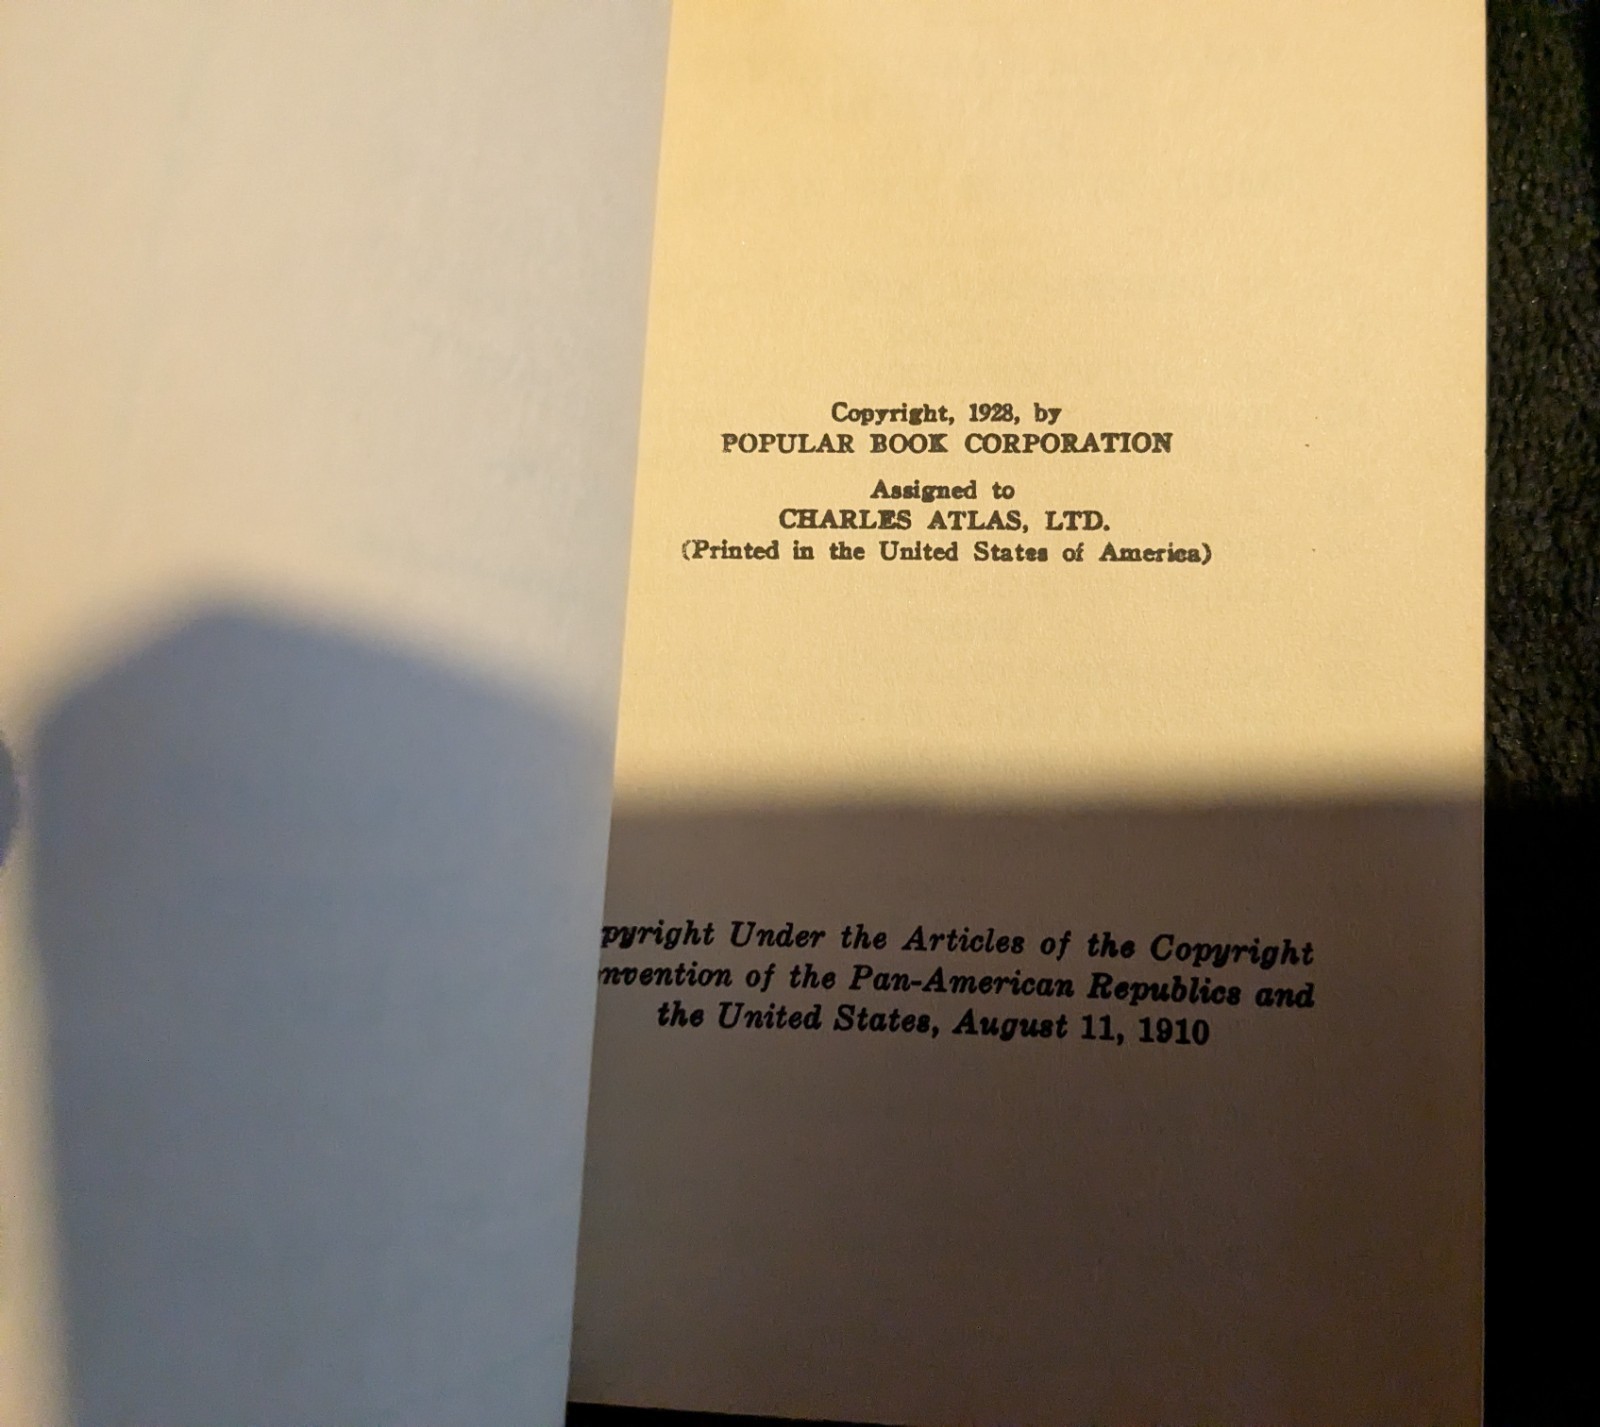 Copyright, 1928, by
POPULAR BOOK CORPORATION
Assigned to
CHARLES ATLAS, LTD.
(Printed in the United States of America)
pyright Under the Articles of the Copyright
nvention of the Pan-American Republics and
the United States, August 11, 1910